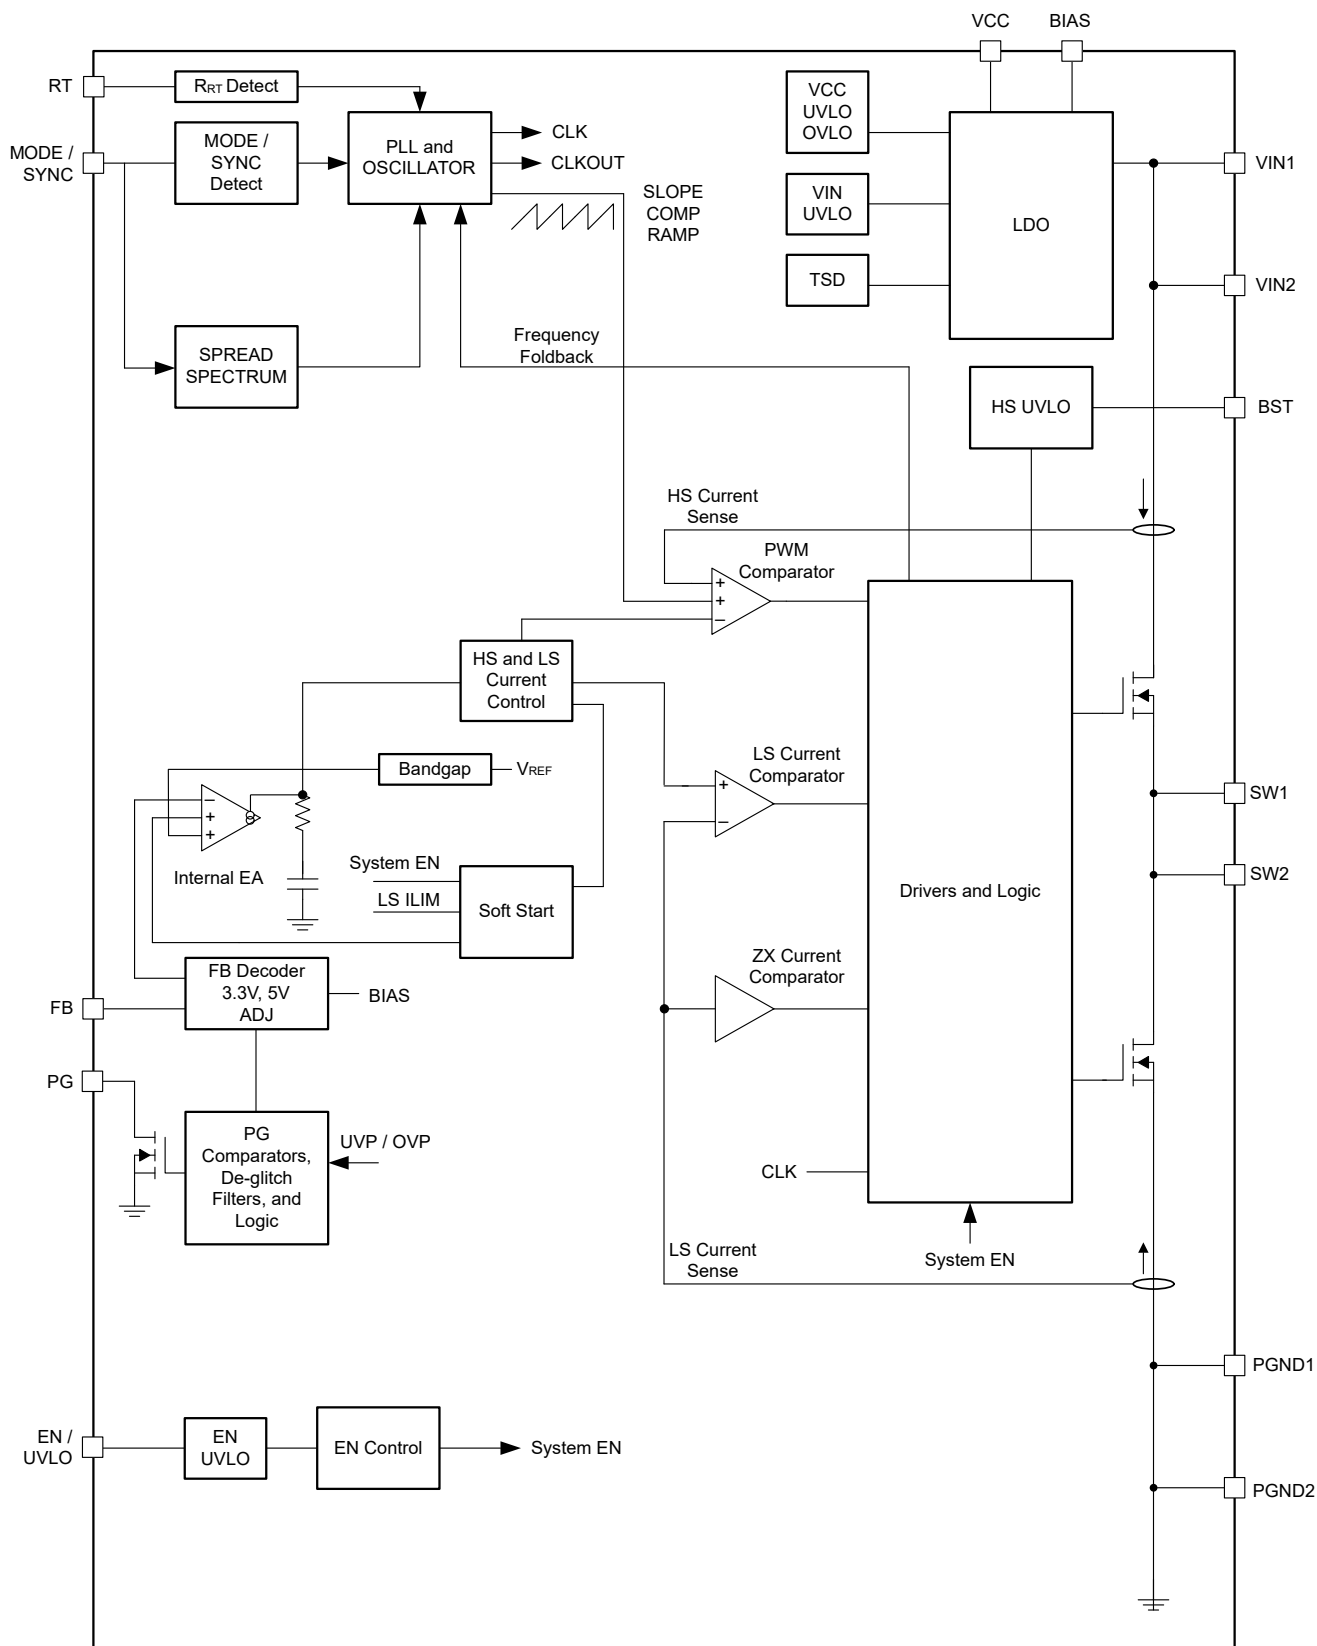 VCC
BIAS
RT
RRT Detect
MODE /
SYNC
MODE /
SYNC
Detect
PLL and
OSCILLATOR
CLK
CLKOUT
SLOPE
COMP
RAMP
VCC
UVLO
OVLO
VIN
UVLO
TSD
LDO
VIN1
VIN2
SPREAD
SPECTRUM
Frequency
Foldback
HS UVLO
BST
HS Current
Sense
PWM
Comparator
+
+
–
HS and LS
Current
Control
Bandgap
VREF
–
+
+
Internal EA
LS Current
Comparator
+
–
System EN
LS ILIM
Soft Start
Drivers and Logic
SW1
SW2
FB Decoder
3.3V, 5V
ADJ
BIAS
FB
ZX Current
Comparator
PG
PG
Comparators,
De-glitch
Filters, and
Logic
UVP / OVP
CLK
System EN
LS Current
Sense
PGND1
EN /
UVLO
EN
UVLO
EN Control
System EN
PGND2